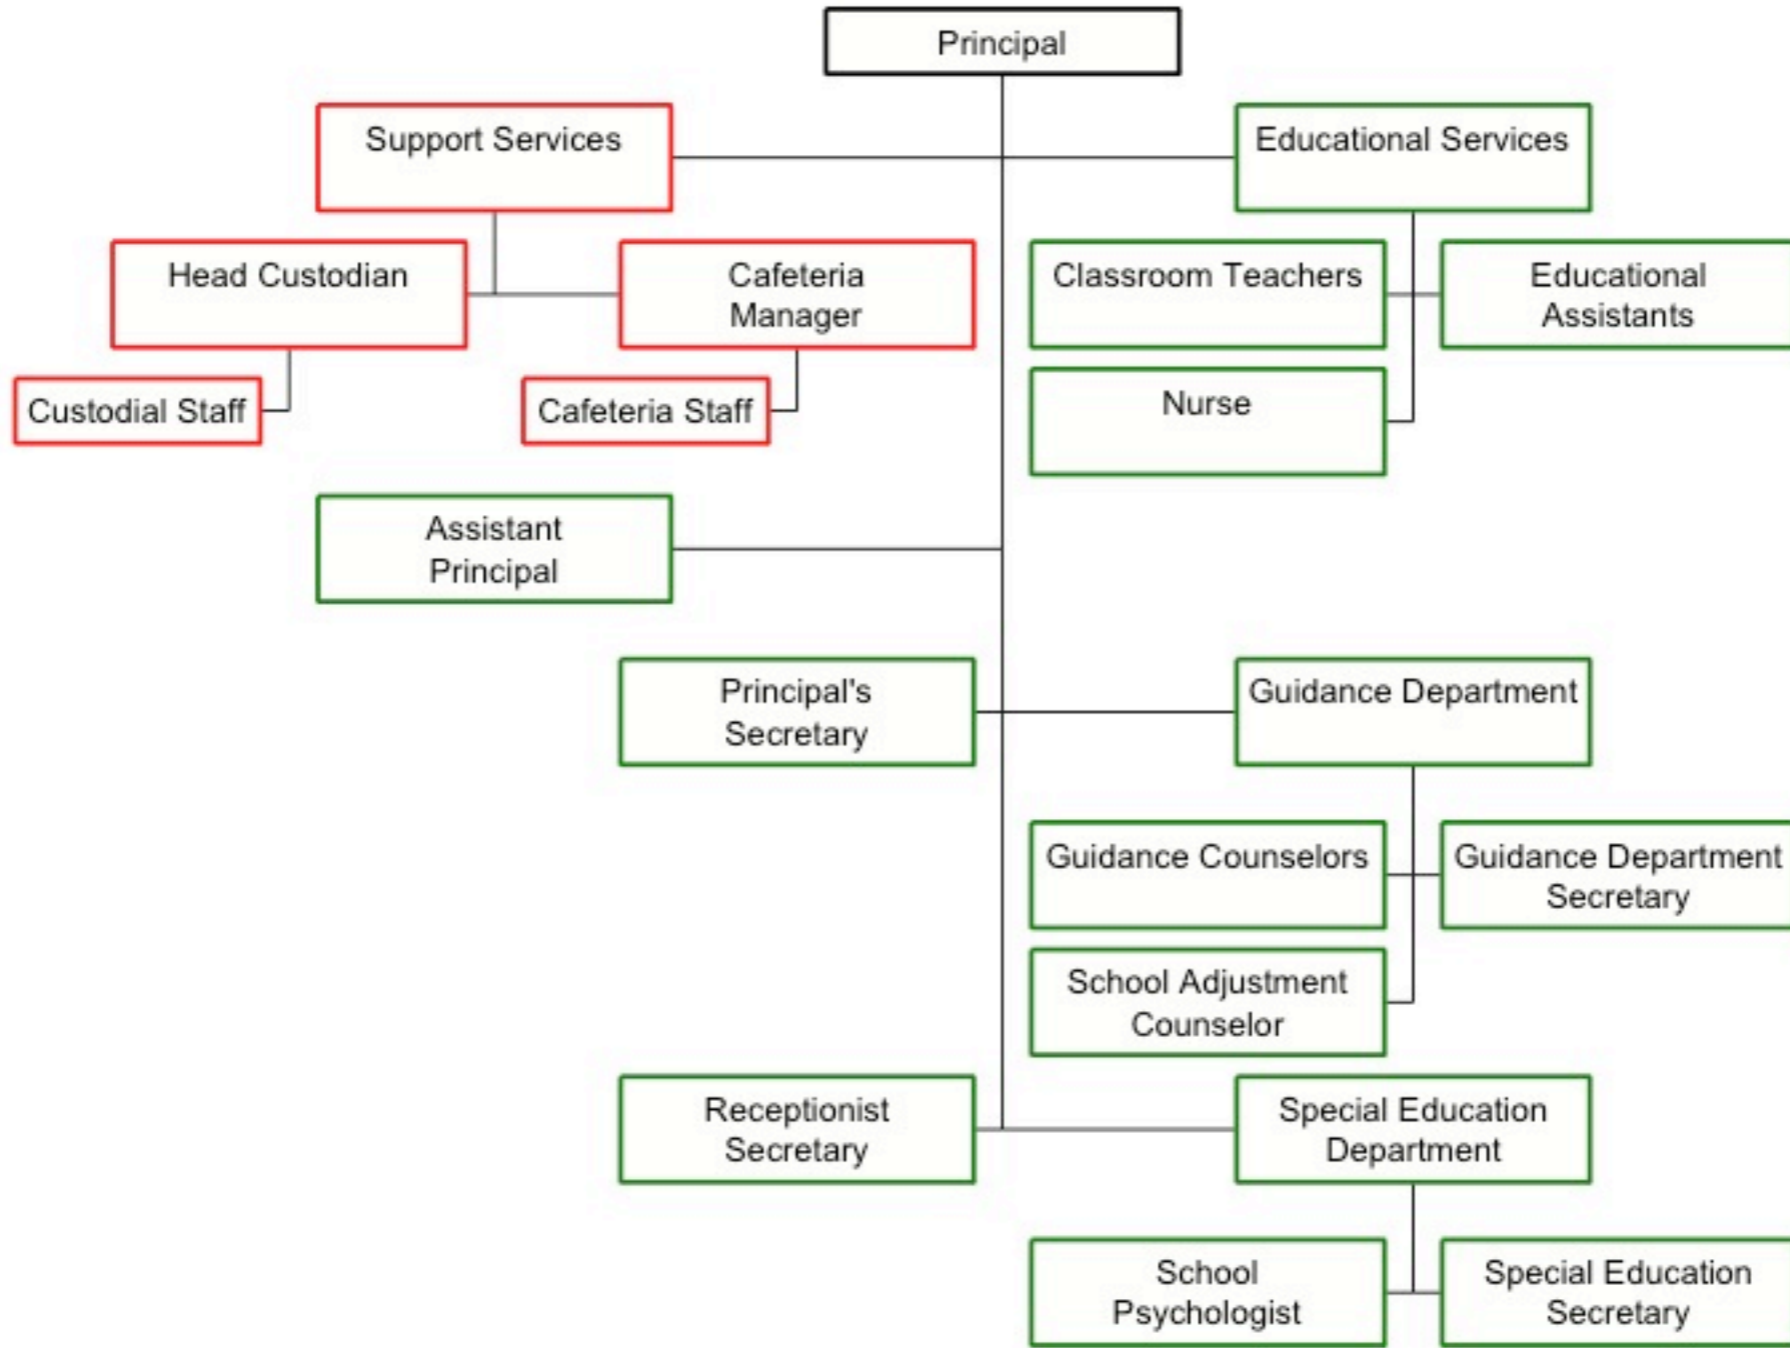 Principal
Support Services
Educational Services
Head Custodian
Cafeteria
Manager
Classroom Teachers
Educational
Assistants
Custodial Staff
Cafeteria Staff
Nurse
Assistant
Principal
Principal's
Secretary
Guidance Department
Guidance Counselors
Guidance Department
Secretary
School Adjustment
Counselor
Receptionist
Secretary
Special Education
Department
School
Psychologist
Special Education
Secretary